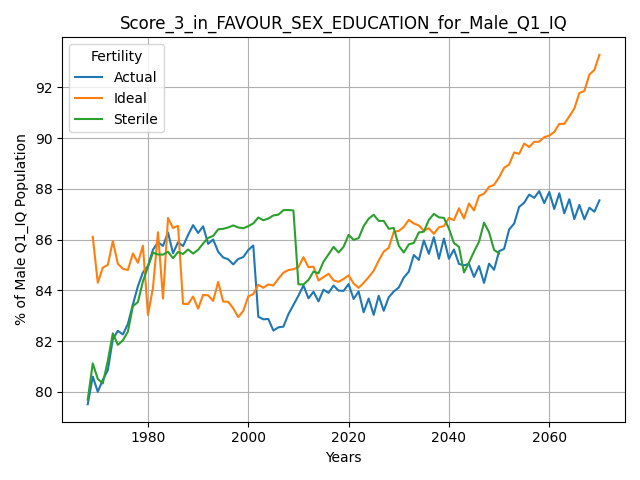 Score_3_in_FAVOUR_SEX_EDUCATION_for_Male_Q1_IQ
Fertility
Actual
Ideal
Sterile
% of Male Q1_IQ Population
92
90
88
86
84
82
80
1980
2000
2020
2040
2060
Years